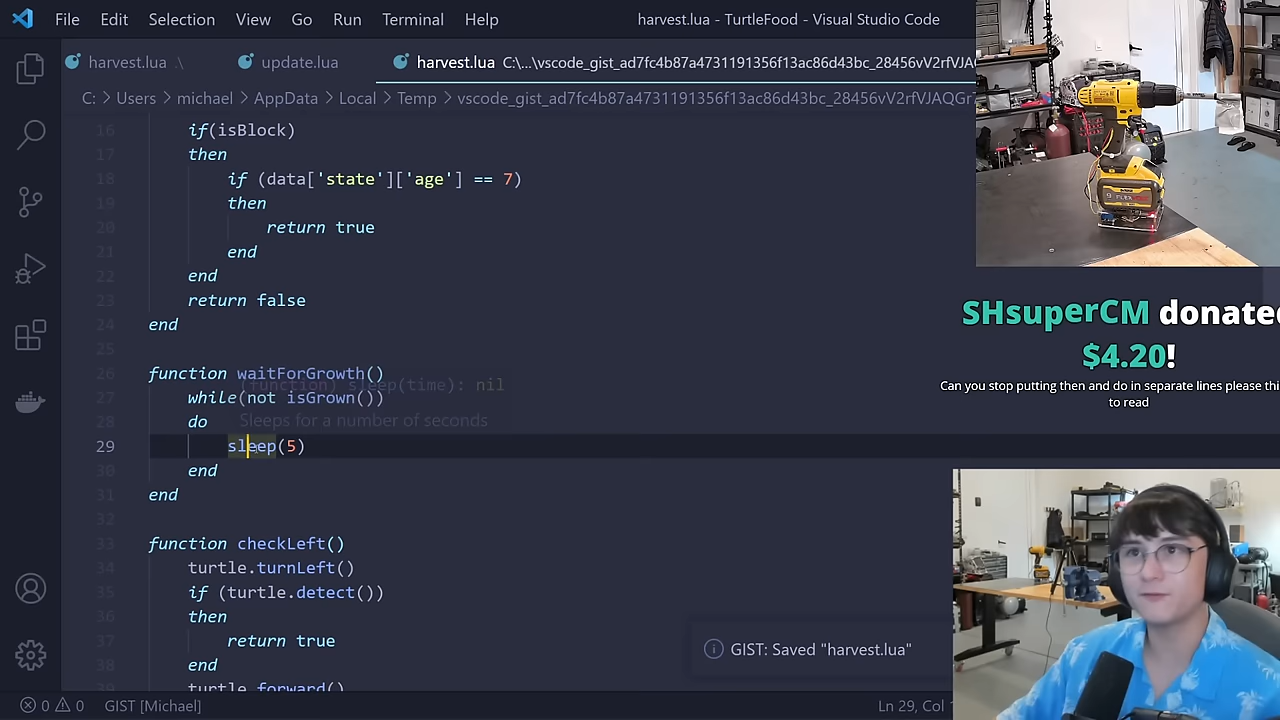 File Edit Selection View Go Run Terminal Help harvest.lua - TurtleFood - Visual Studio Code
harvest.lua .\ update.lua harvest.lua C:\...\vscode_gist_ad7fc4b87a4731191356f13ac86d43bc_28456vV2rfVJA
C: > Users > michael > AppData > Local > Temp > vscode_gist_ad7fc4b87a4731191356f13ac86d43bc_28456vV2rfVJAQGr
16 if(isBlock)
17 then
18 if (data['state']['age'] == 7)
19 then
20 return true
21 end
22 end
23 return false
24 end
25
26 function waitForGrowth()
(function) sleep(time): nil
27 while(not isGrown())
28 do
Sleeps for a number of seconds
29 sleep(5)
30 end
31 end
32
33 function checkLeft()
34 turtle.turnLeft()
35 if (turtle.detect())
36 then
37 return true
38 end
39 turtle.forward()
SHsuperCM donated
$4.20!
Can you stop putting then and do in separate lines please thi
to read
GIST: Saved "harvest.lua"
0 0 GIST [Michael] Ln 29, Col